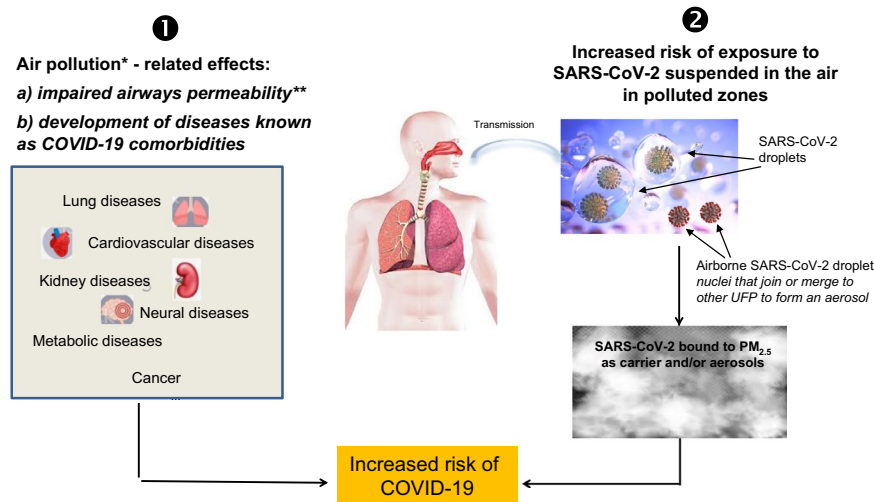 ❶
Air pollution* - related effects:
a) impaired airways permeability**
b) development of diseases known
as COVID-19 comorbidities
Lung diseases
Cardiovascular diseases
Kidney diseases
Neural diseases
Metabolic diseases
Cancer
...
Transmission
❷
Increased risk of exposure to
SARS-CoV-2 suspended in the air
in polluted zones
SARS-CoV-2
droplets
Airborne SARS-CoV-2 droplet
nuclei that join or merge to
other UFP to form an aerosol
SARS-CoV-2 bound to PM2.5
as carrier and/or aerosols
Increased risk of
COVID-19